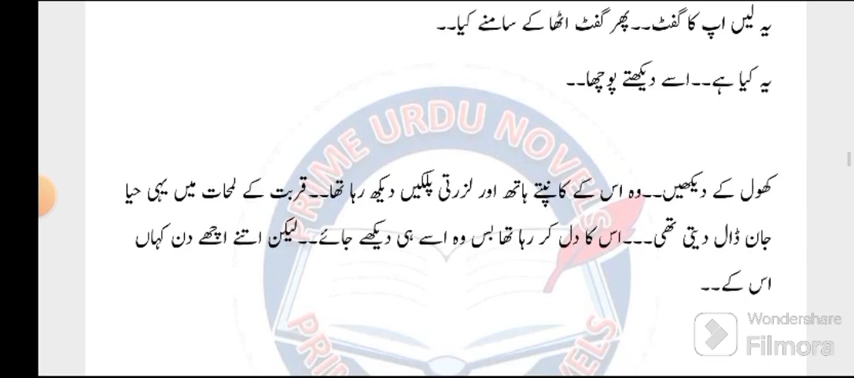 یہ لیں اپ کا گفٹ۔۔پھر گفٹ اٹھا کے سامنے کیا۔۔
یہ کیا ہے۔۔اسے دیکھتے پوچھا۔۔
کھول کے دیکھیں۔۔وہ اس کے کانپتے ہاتھ اور لزرتی پلکیں دیکھ رہا تھا۔۔قربت کے لمحات میں یہی حیا
جان ڈال دیتی تھی۔۔۔اس کا دل کر رہا تھا بس وہ اسے ہی دیکھے جائے۔۔لیکن اتنے اچھے دن کہاں
اس کے۔۔
PRIME URDU NOVELS
Wondershare
Filmora